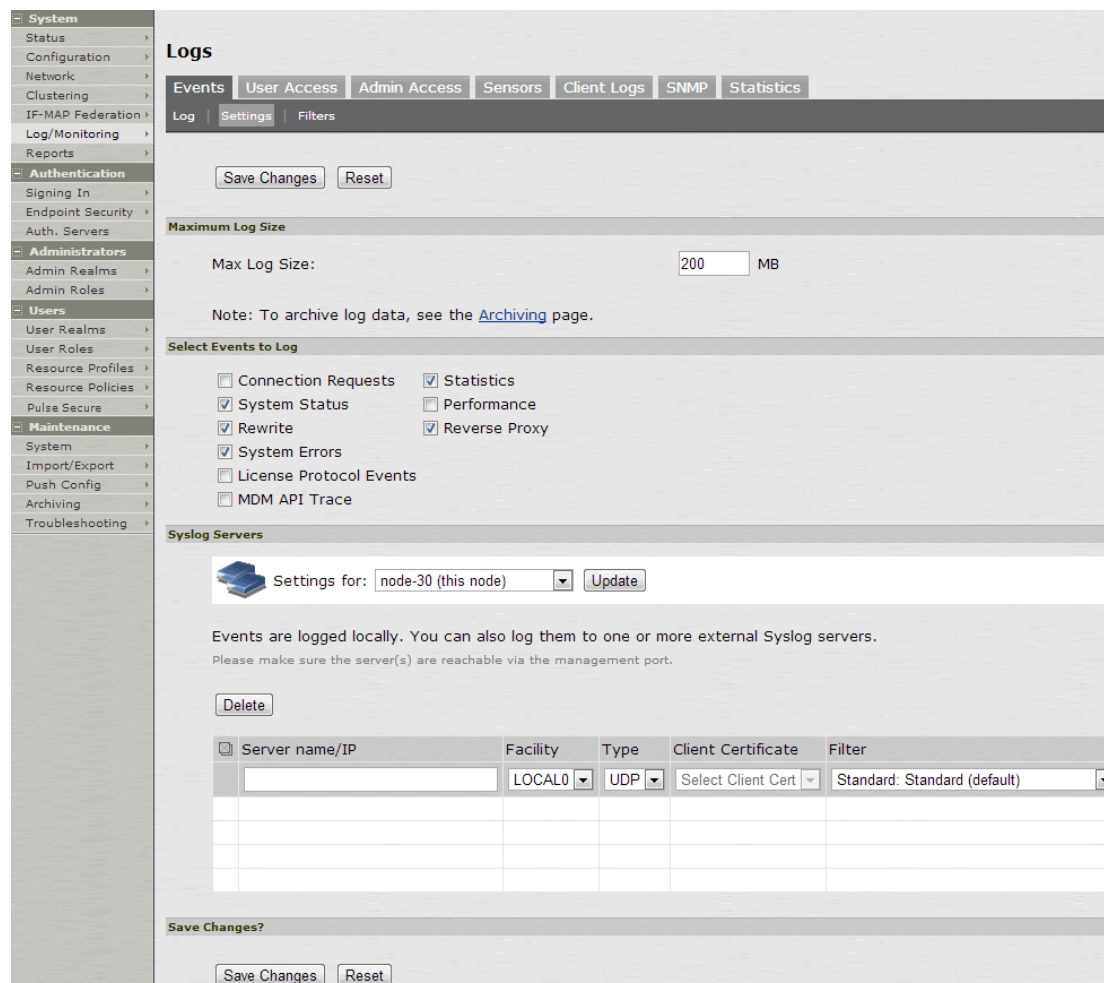 System
Status
Configuration
Network
Clustering
IF-MAP Federation
Log/Monitoring
Reports
Authentication
Signing In
Endpoint Security
Auth. Servers
Administrators
Admin Realms
Admin Roles
Users
User Realms
User Roles
Resource Profiles
Resource Policies
Pulse Secure
Maintenance
System
Import/Export
Push Config
Archiving
Troubleshooting
Logs
Events User Access Admin Access Sensors Client Logs SNMP Statistics
Log | Settings | Filters
Save Changes Reset
Maximum Log Size
Max Log Size: 200 MB
Note: To archive log data, see the Archiving page.
Select Events to Log
Connection Requests Statistics
System Status Performance
Rewrite Reverse Proxy
System Errors
License Protocol Events
MDM API Trace
Syslog Servers
Settings for: node-30 (this node) Update
Events are logged locally. You can also log them to one or more external Syslog servers.
Please make sure the server(s) are reachable via the management port.
Delete
Server name/IP Facility Type Client Certificate Filter
LOCAL0 UDP Select Client Cert Standard: Standard (default)
Save Changes?
Save Changes Reset